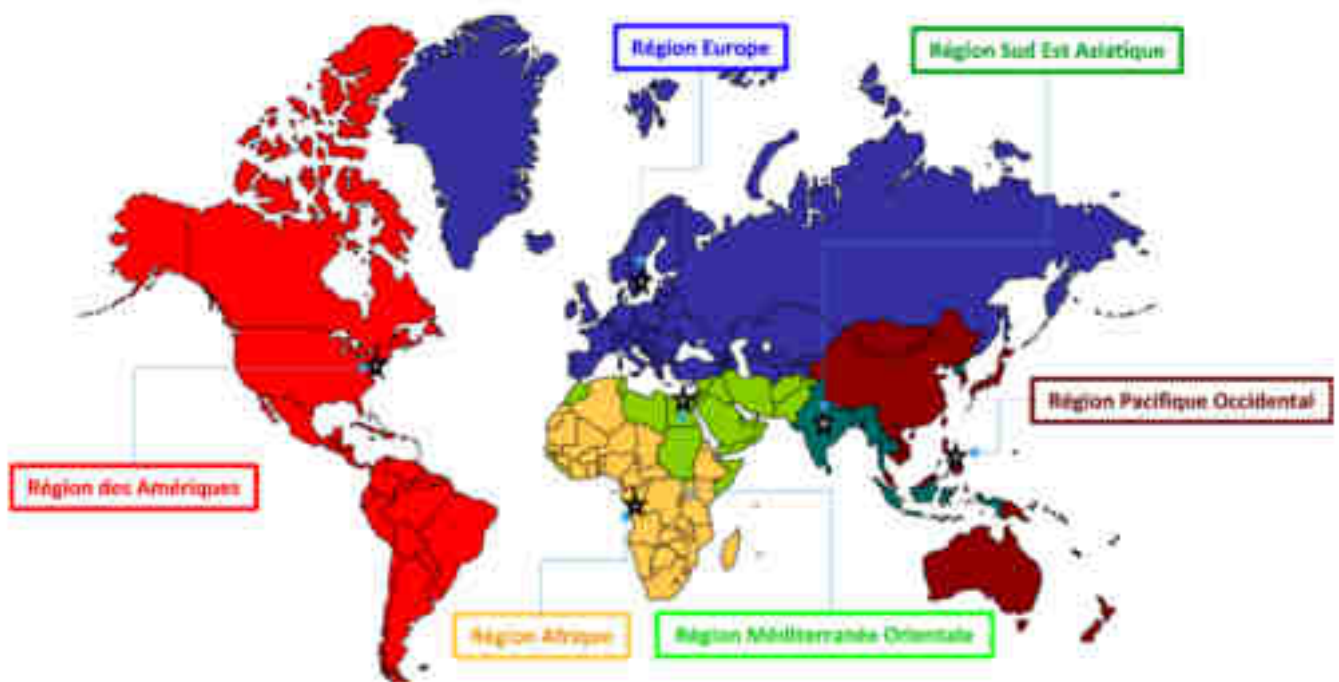 Région Europe
Région Sud Est Asiatique
Région Pacifique Occidental
Région des Amériques
Région Afrique
Région Méditerranée Orientale